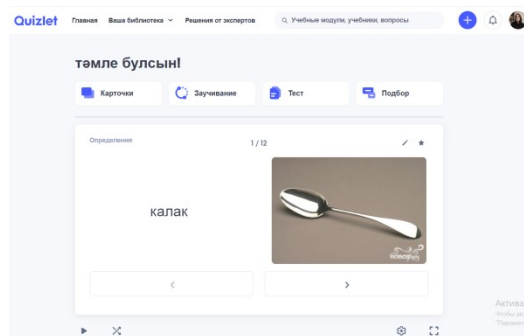 Quizlet Главная Ваша библиотека Решения от экспертов Учебные модули, учебники, вопросы
тәмле булсын!
Карточки Заучивание Тест Подбор
Определения 1 / 12
калак
Актива